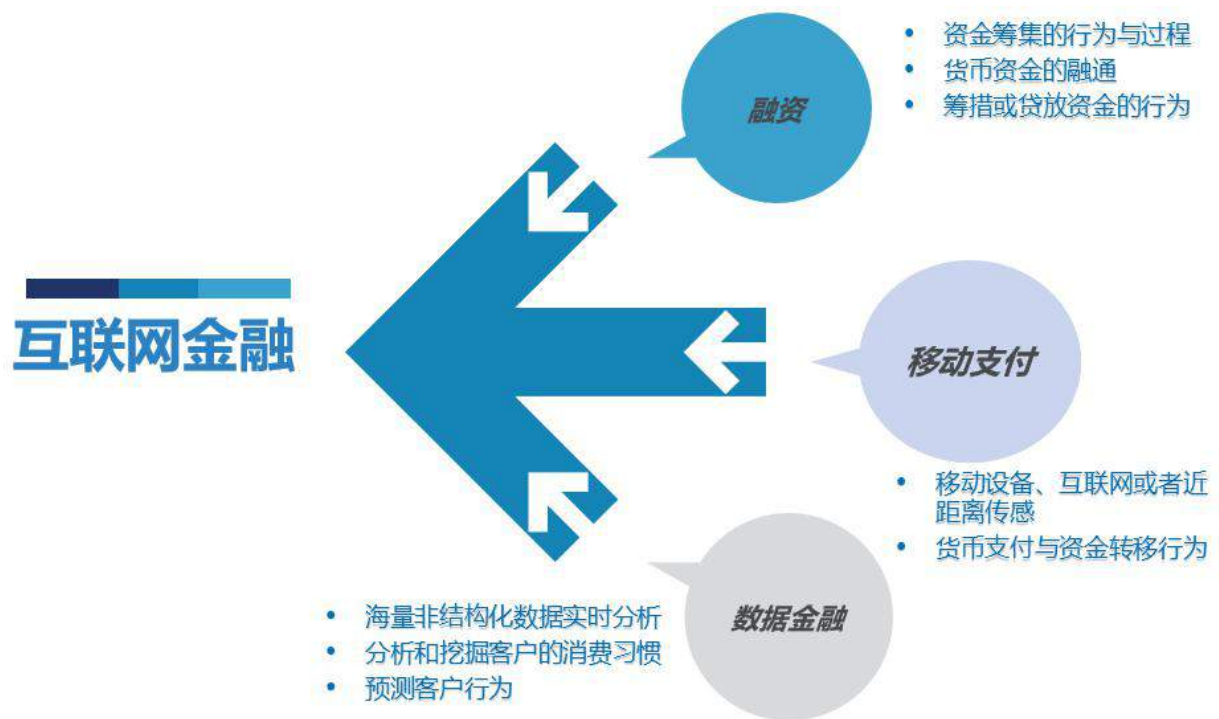 融资
• 资金筹集的行为与过程
• 货币资金的融通
• 筹措或贷放资金的行为
互联网金融
移动支付
• 移动设备、互联网或者近
距离传感
• 货币支付与资金转移行为
数据金融
• 海量非结构化数据实时分析
• 分析和挖掘客户的消费习惯
• 预测客户行为